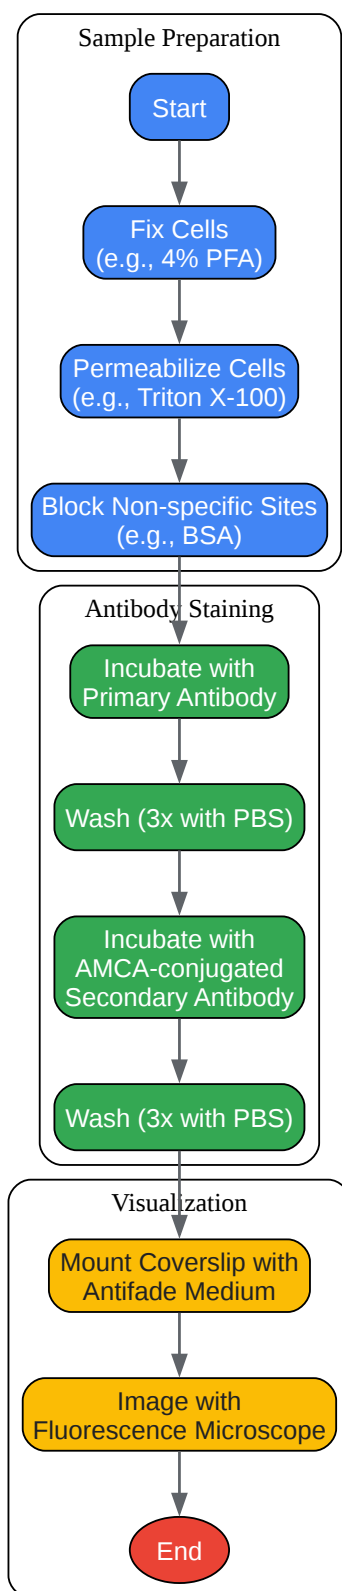 Sample Preparation
Start
Fix Cells
(e.g., 4% PFA)
Permeabilize Cells
(e.g., Triton X-100)
Block Non-specific Sites
(e.g., BSA)
Antibody Staining
Incubate with
Primary Antibody
Wash (3x with PBS)
Incubate with
AMCA-conjugated
Secondary Antibody
Wash (3x with PBS)
Visualization
Mount Coverslip with
Antifade Medium
Image with
Fluorescence Microscope
End